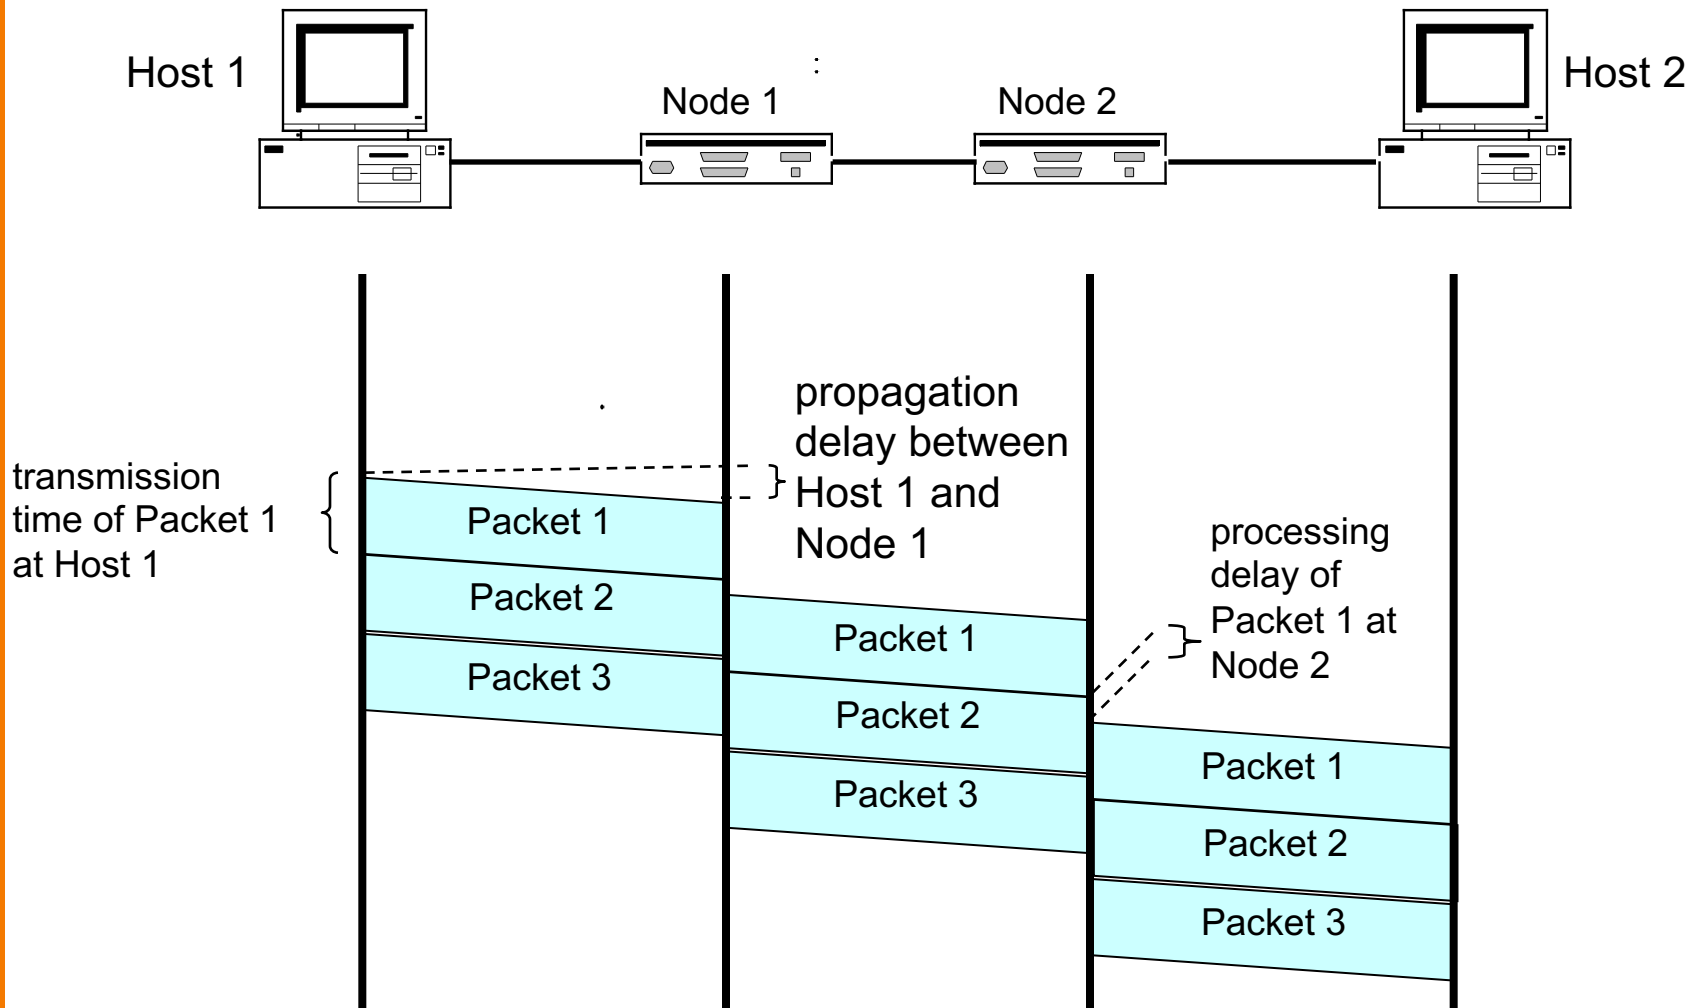 Host 1
Host 2
Node 1
Node 2
:
propagation
delay between
Host 1 and
Node 1
transmission
time of Packet 1
at Host 1
processing
delay of
Packet 1 at
Node 2
Packet 1
Packet 2
Packet 3
Packet 1
Packet 2
Packet 3
Packet 1
Packet 2
Packet 3